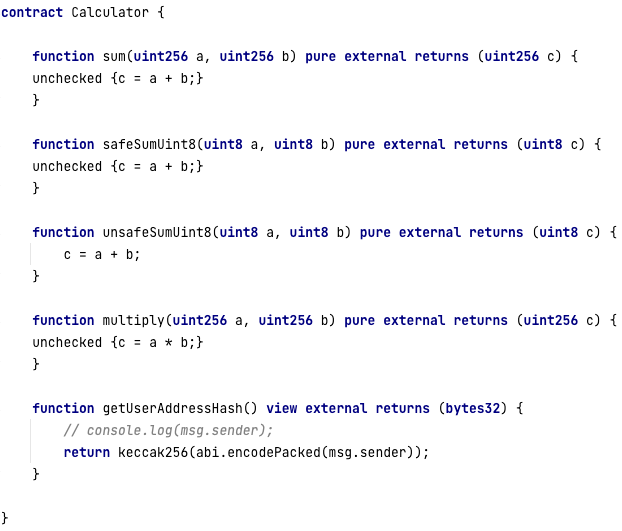 contract Calculator {
function sum(uint256 a, uint256 b) pure external returns (uint256 c) {
unchecked {c = a + b;}
}
function safeSumUint8(uint8 a, uint8 b) pure external returns (uint8 c) {
unchecked {c = a + b;}
}
function unsafeSumUint8(uint8 a, uint8 b) pure external returns (uint8 c) {
c = a + b;
}
function multiply(uint256 a, uint256 b) pure external returns (uint256 c) {
unchecked {c = a * b;}
}
function getUserAddressHash() view external returns (bytes32) {
// console.log(msg.sender);
return keccak256(abi.encodePacked(msg.sender));
}
}